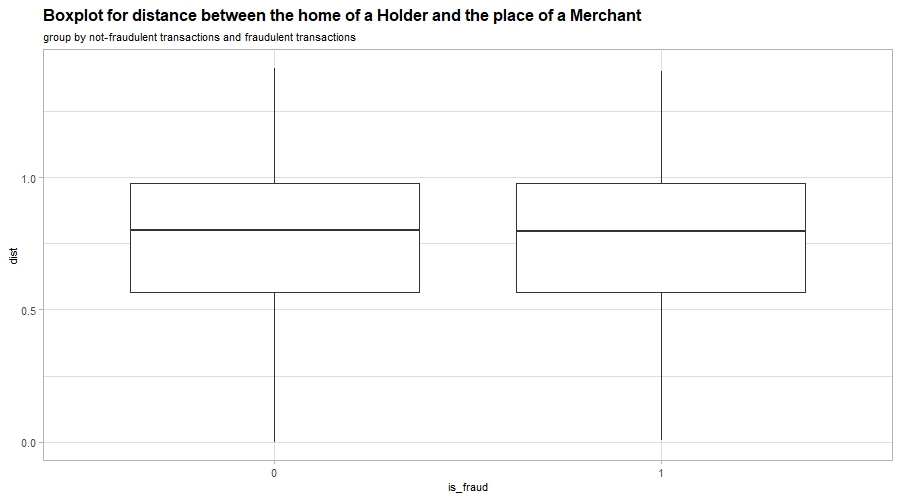 Boxplot for distance between the home of a Holder and the place of a Merchant
group by not-fraudulent transactions and fraudulent transactions
1.0
dist
0.5
0.0
0
1
is_fraud